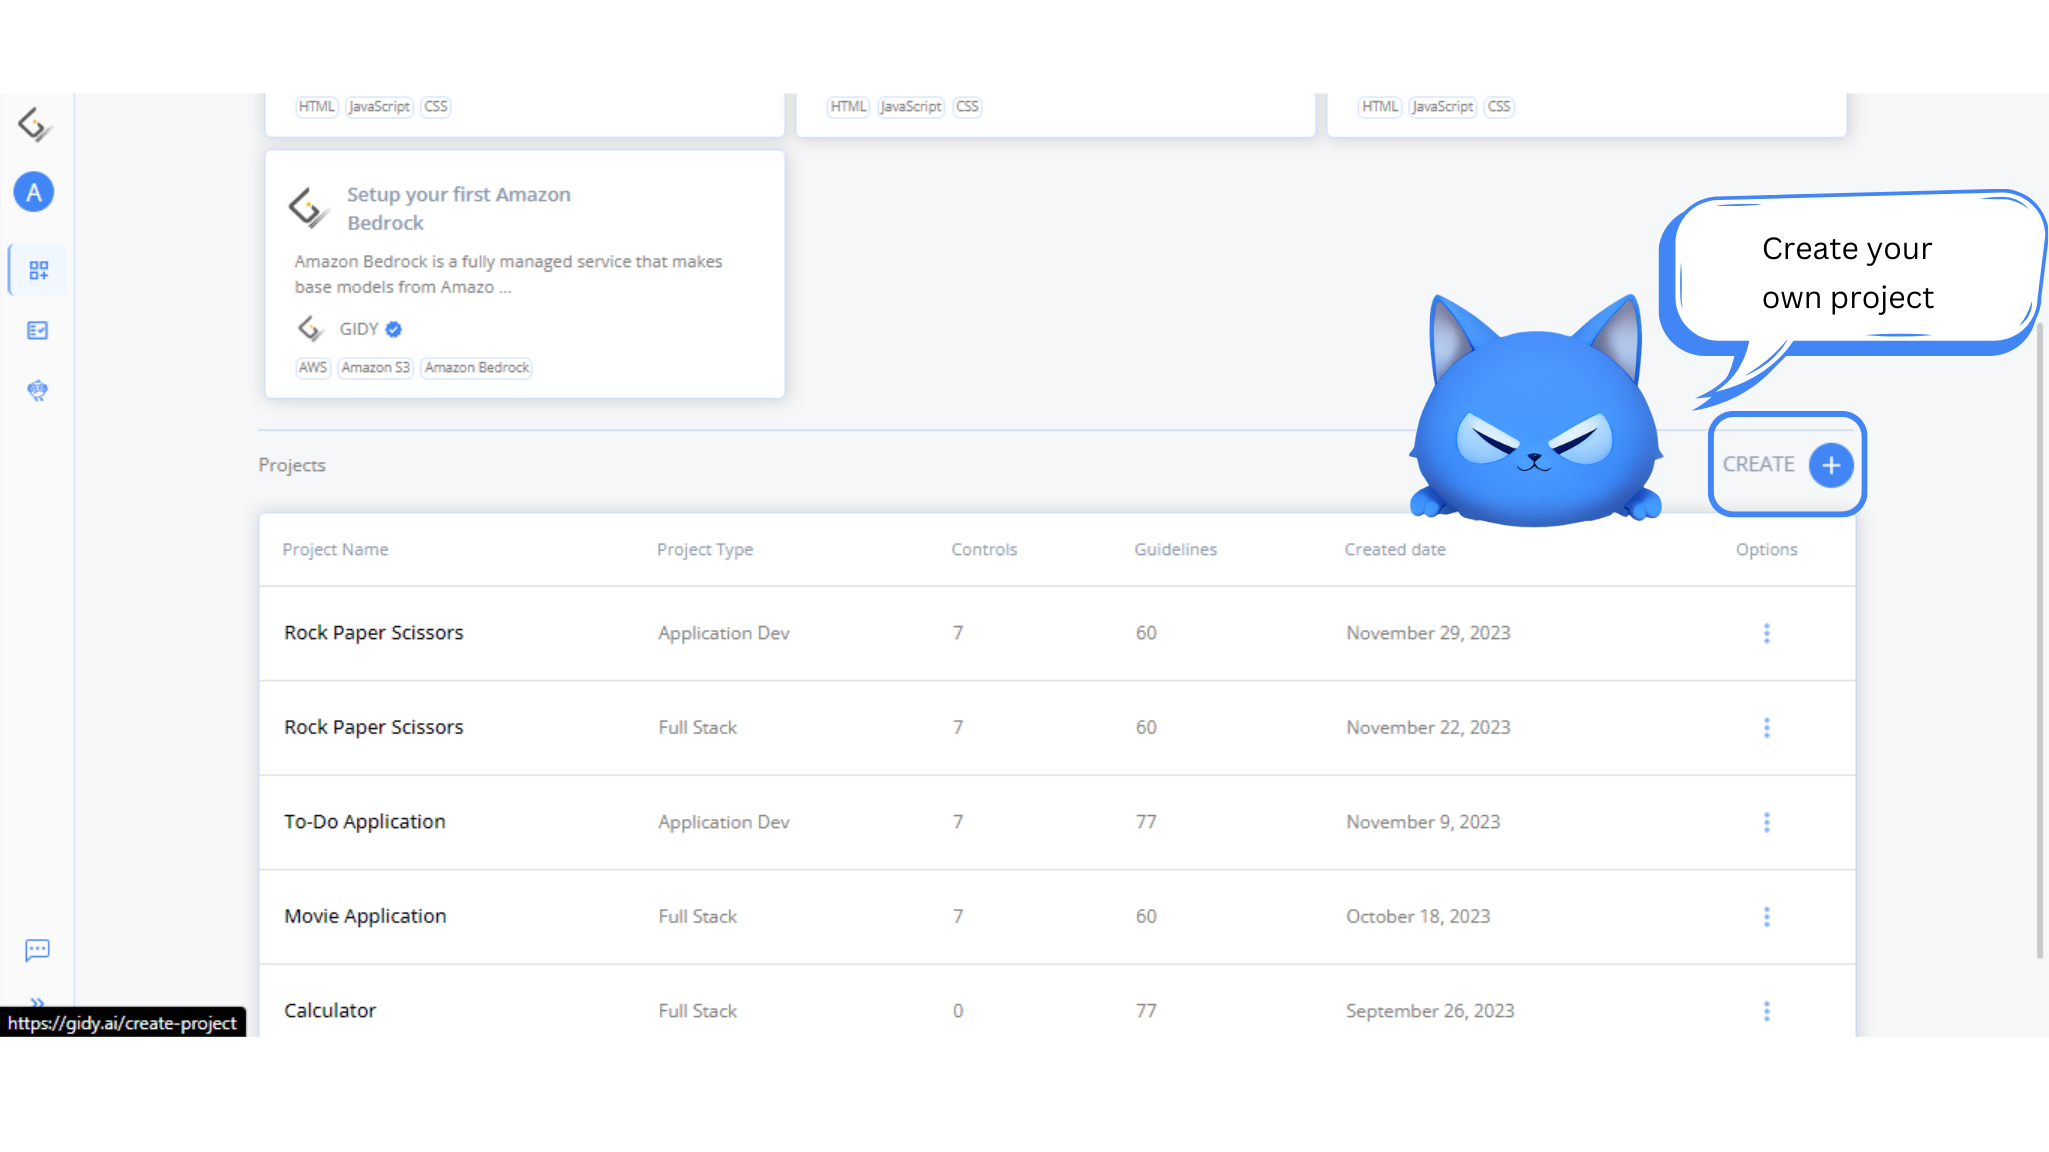 HTML JavaScript CSS
HTML JavaScript CSS
HTML JavaScript CSS
A
Setup your first Amazon
Bedrock
Amazon Bedrock is a fully managed service that makes
base models from Amazo ...
GIDY
AWS Amazon S3 Amazon Bedrock
Create your
own project
Projects
CREATE +
Project Name Project Type Controls Guidelines Created date Options
Rock Paper Scissors Application Dev 7 60 November 29, 2023
Rock Paper Scissors Full Stack 7 60 November 22, 2023
To-Do Application Application Dev 7 77 November 9, 2023
Movie Application Full Stack 7 60 October 18, 2023
Calculator Full Stack 0 77 September 26, 2023
https://gidy.ai/create-project